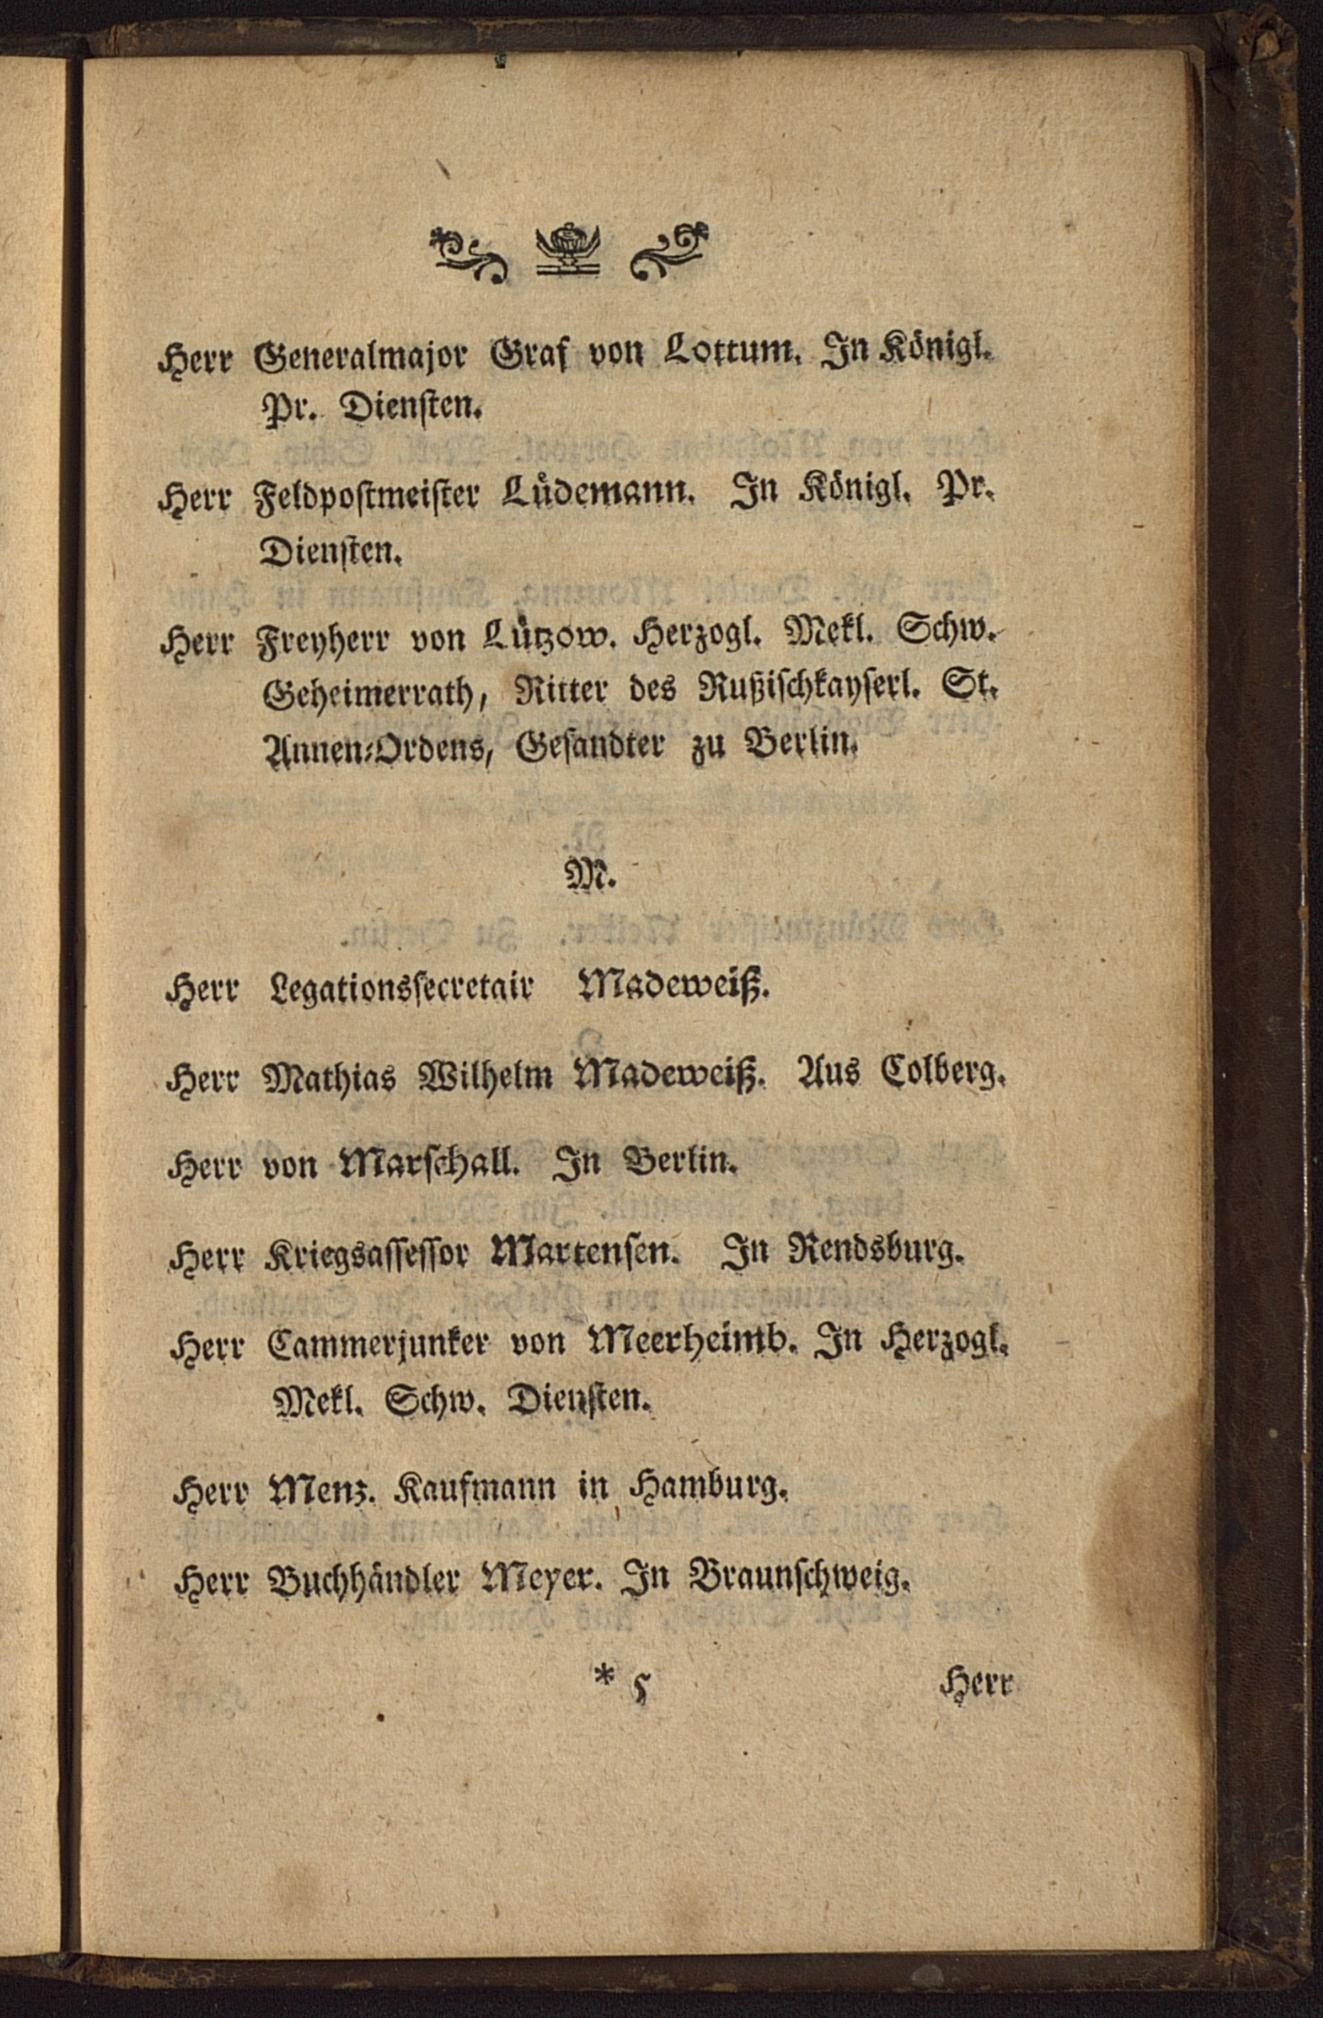 Herr Generalmajor Graf von Lottum. In Königl.
Pr. Diensten.
Herr Feldpostmeister Lüdemann. In Königl. Pr.
Diensten.
Herr Freyherr von Lützow. Herzogl. Mekl. Schw.
Geheimerrath, Ritter des Rußischkayserl. St.
Annen-Ordens, Gesandter zu Berlin.
M.
Herr Legationssecretair Madeweiß.
Herr Mathias Wilhelm Madeweiß. Aus Colberg.
Herr von Marschall. In Berlin.
Herr Kriegsassessor Martensen. In Rendsburg.
Herr Cammerjunker von Meerheimb. In Herzogl.
Mekl. Schw. Diensten.
Herr Menz. Kaufmann in Hamburg.
Herr Buchhändler Meyer. In Braunschweig.
* 5 Herr